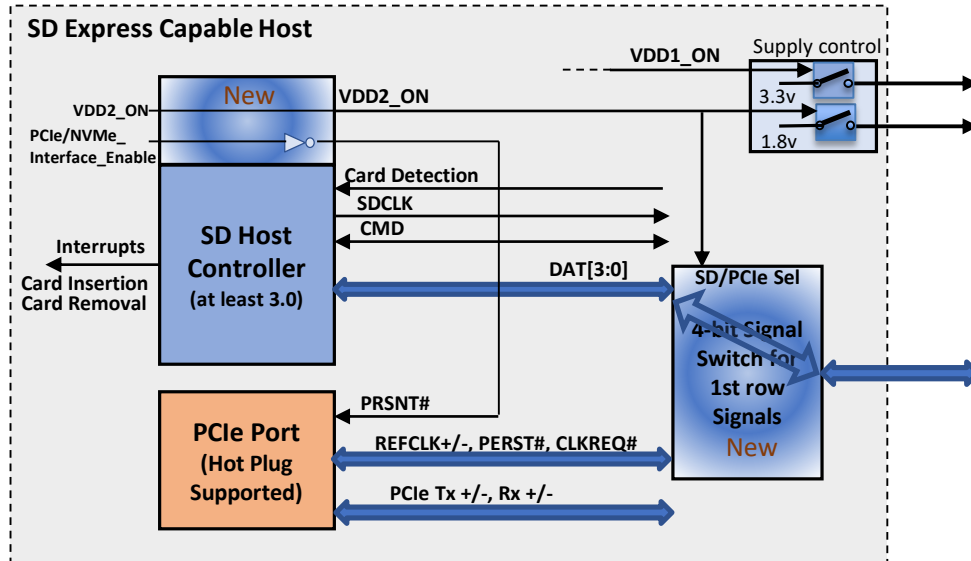 SD Express Capable Host
VDD1_ON
Supply control
New
VDD2_ON
VDD2_ON
3.3v
PCIe/NVMe_
Interface_Enable
1.8v
Card Detection
SDCLK
CMD
SD Host
Controller
(at least 3.0)
Interrupts
Card Insertion
Card Removal
DAT[3:0]
SD/PCIe Sel
4-bit Signal
Switch for
1st row
Signals
New
PRSNT#
PCIe Port
(Hot Plug
Supported)
REFCLK+/-, PERST#, CLKREQ#
PCIe Tx +/-, Rx +/-